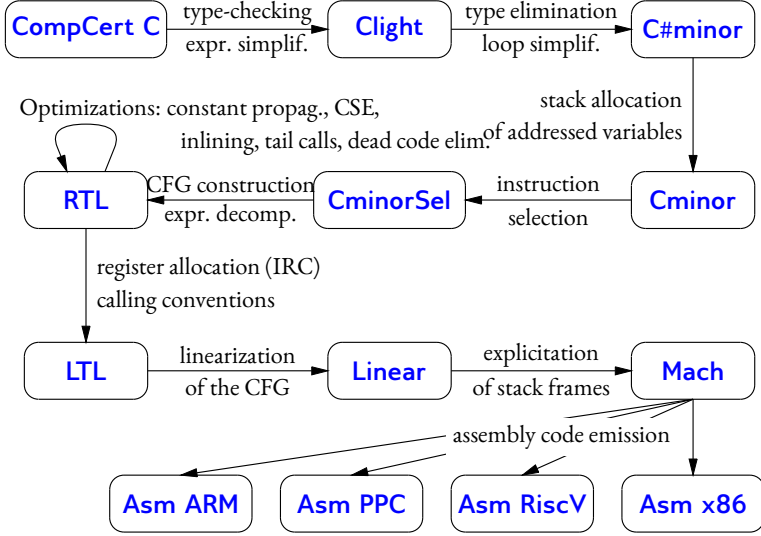 CompCert C
type-checking
expr. simplif.
Clight
type elimination
loop simplif.
C#minor
stack allocation
of addressed variables
Optimizations: constant propag., CSE,
inlining, tail calls, dead code elim.
RTL
CFG construction
expr. decomp.
CminorSel
instruction
selection
Cminor
register allocation (IRC)
calling conventions
LTL
linearization
of the CFG
Linear
explicitation
of stack frames
Mach
assembly code emission
Asm ARM
Asm PPC
Asm RiscV
Asm x86